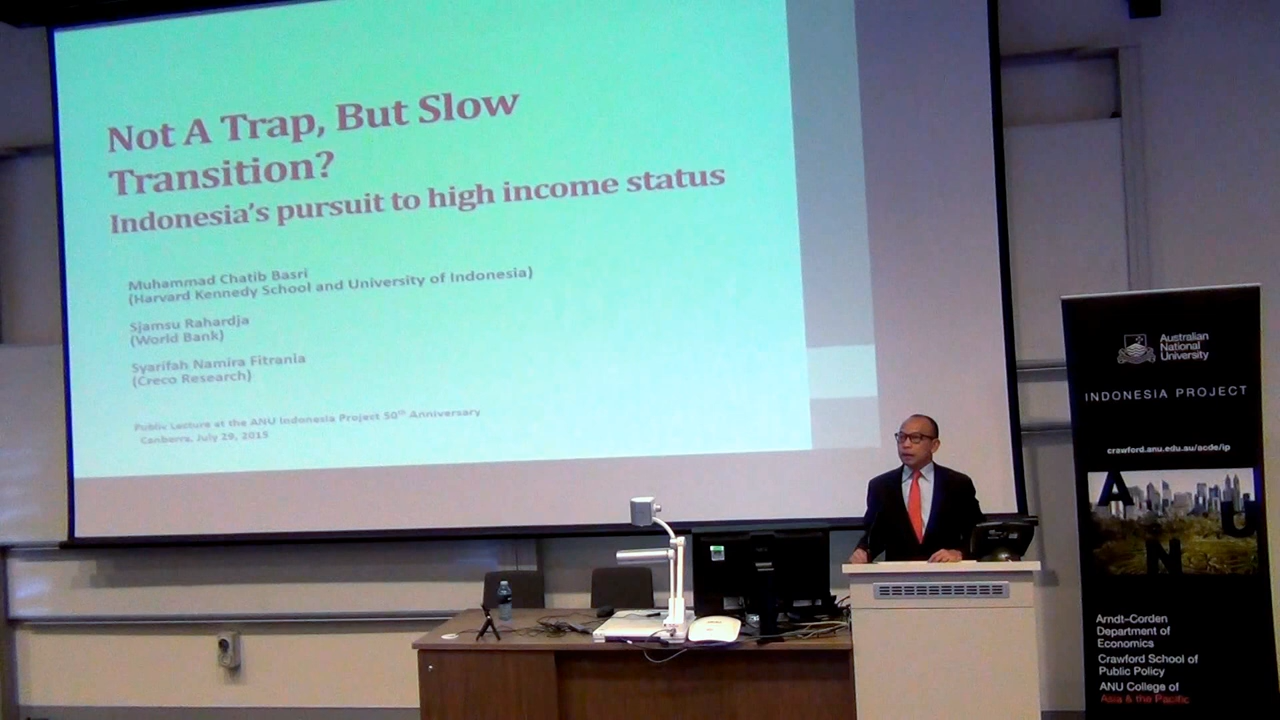 Not A Trap, But Slow
Transition?
Indonesia's pursuit to high income status
Muhammad Chatib Basri
(Harvard Kennedy School and University of Indonesia)
Sjamsu Rahardja
(World Bank)
Syarifah Namira Fitrania
(Creco Research)
Public Lecture at the ANU Indonesia Project 50th Anniversary
Canberra, July 29, 2015
Australian
National
University
INDONESIA PROJECT
crawford.anu.edu.au/acde/ip
A
N
U
Arndt-Corden
Department of
Economics
Crawford School of
Public Policy
ANU College of
Asia & the Pacific